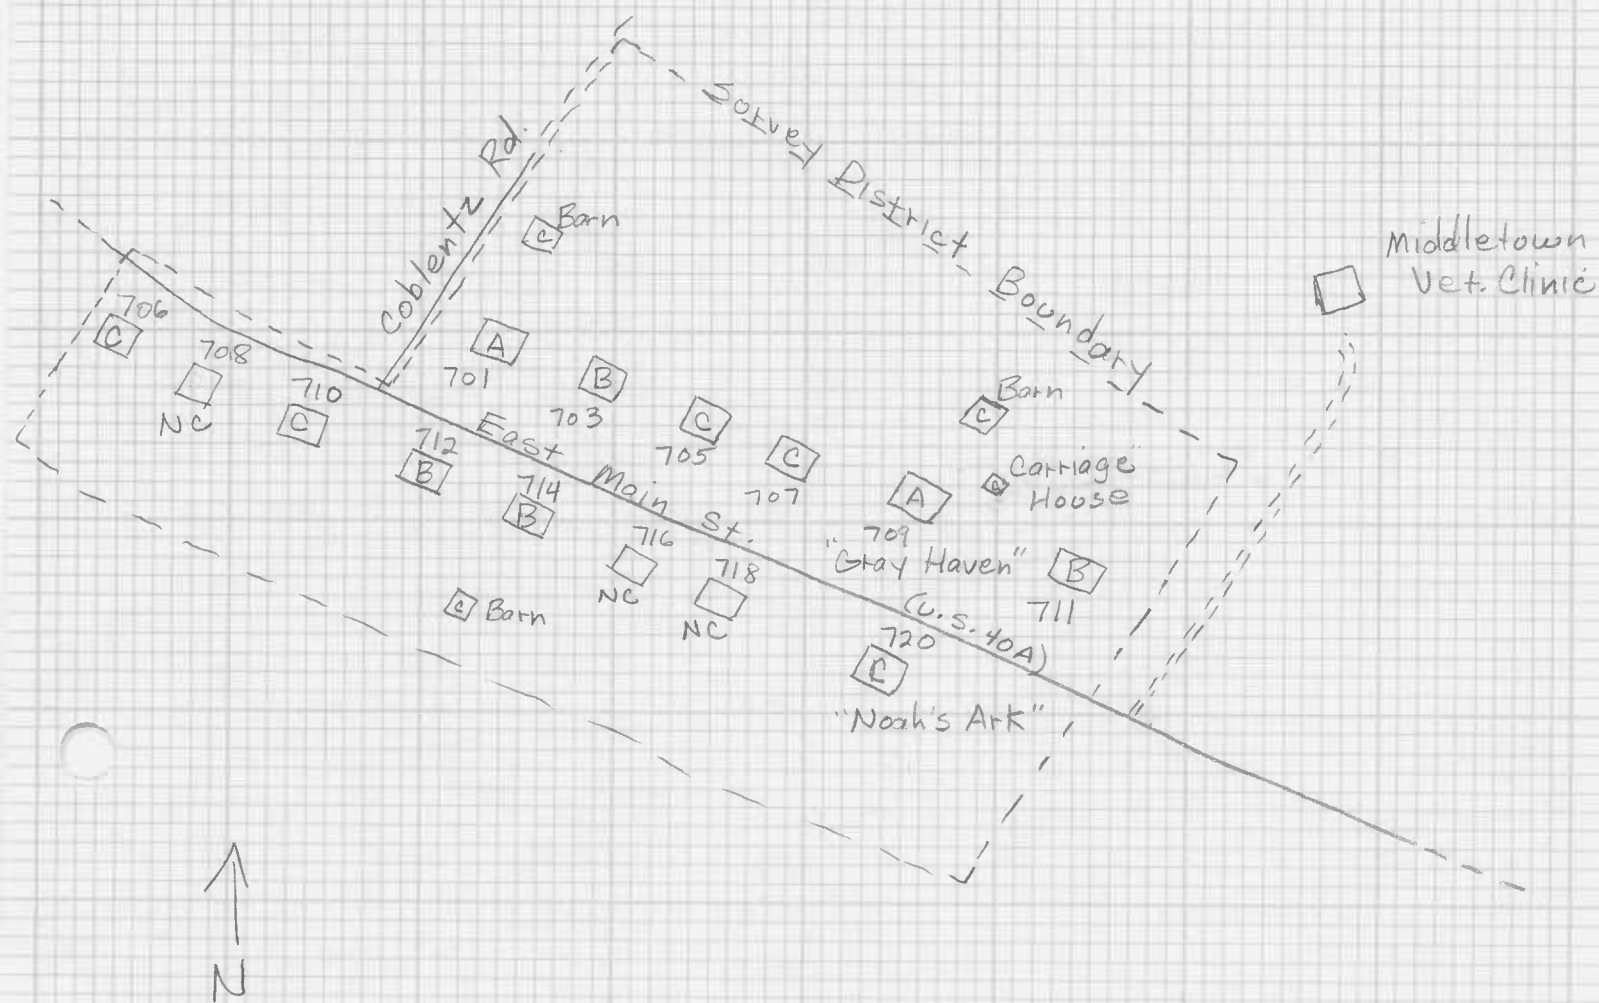 Survey District Boundary
Coblentz Rd.
C Barn
Middletown
Vet. Clinic
706
C
708
NC
710
C
A
701
B
703
C
705
C
707
C Barn
C Carriage
House
A
709
"Gray Haven"
B
711
East Main St. (U.S. 40A)
712
B
714
B
716
NC
718
NC
C Barn
720
C
"Noah's Ark"
N